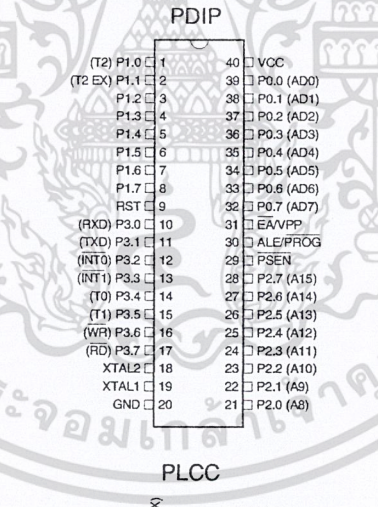 PDIP
(T2) P1.0 1 40 VCC
(T2 EX) P1.1 2 39 P0.0 (AD0)
P1.2 3 38 P0.1 (AD1)
P1.3 4 37 P0.2 (AD2)
P1.4 5 36 P0.3 (AD3)
P1.5 6 35 P0.4 (AD4)
P1.6 7 34 P0.5 (AD5)
P1.7 8 33 P0.6 (AD6)
RST 9 32 P0.7 (AD7)
(RXD) P3.0 10 31 E̅A̅/VPP
(TXD) P3.1 11 30 ALE/P̅R̅O̅G̅
(I̅N̅T̅0̅) P3.2 12 29 P̅S̅E̅N̅
(I̅N̅T̅1̅) P3.3 13 28 P2.7 (A15)
(T0) P3.4 14 27 P2.6 (A14)
(T1) P3.5 15 26 P2.5 (A13)
(W̅R̅) P3.6 16 25 P2.4 (A12)
(R̅D̅) P3.7 17 24 P2.3 (A11)
XTAL2 18 23 P2.2 (A10)
XTAL1 19 22 P2.1 (A9)
GND 20 21 P2.0 (A8)
PLCC